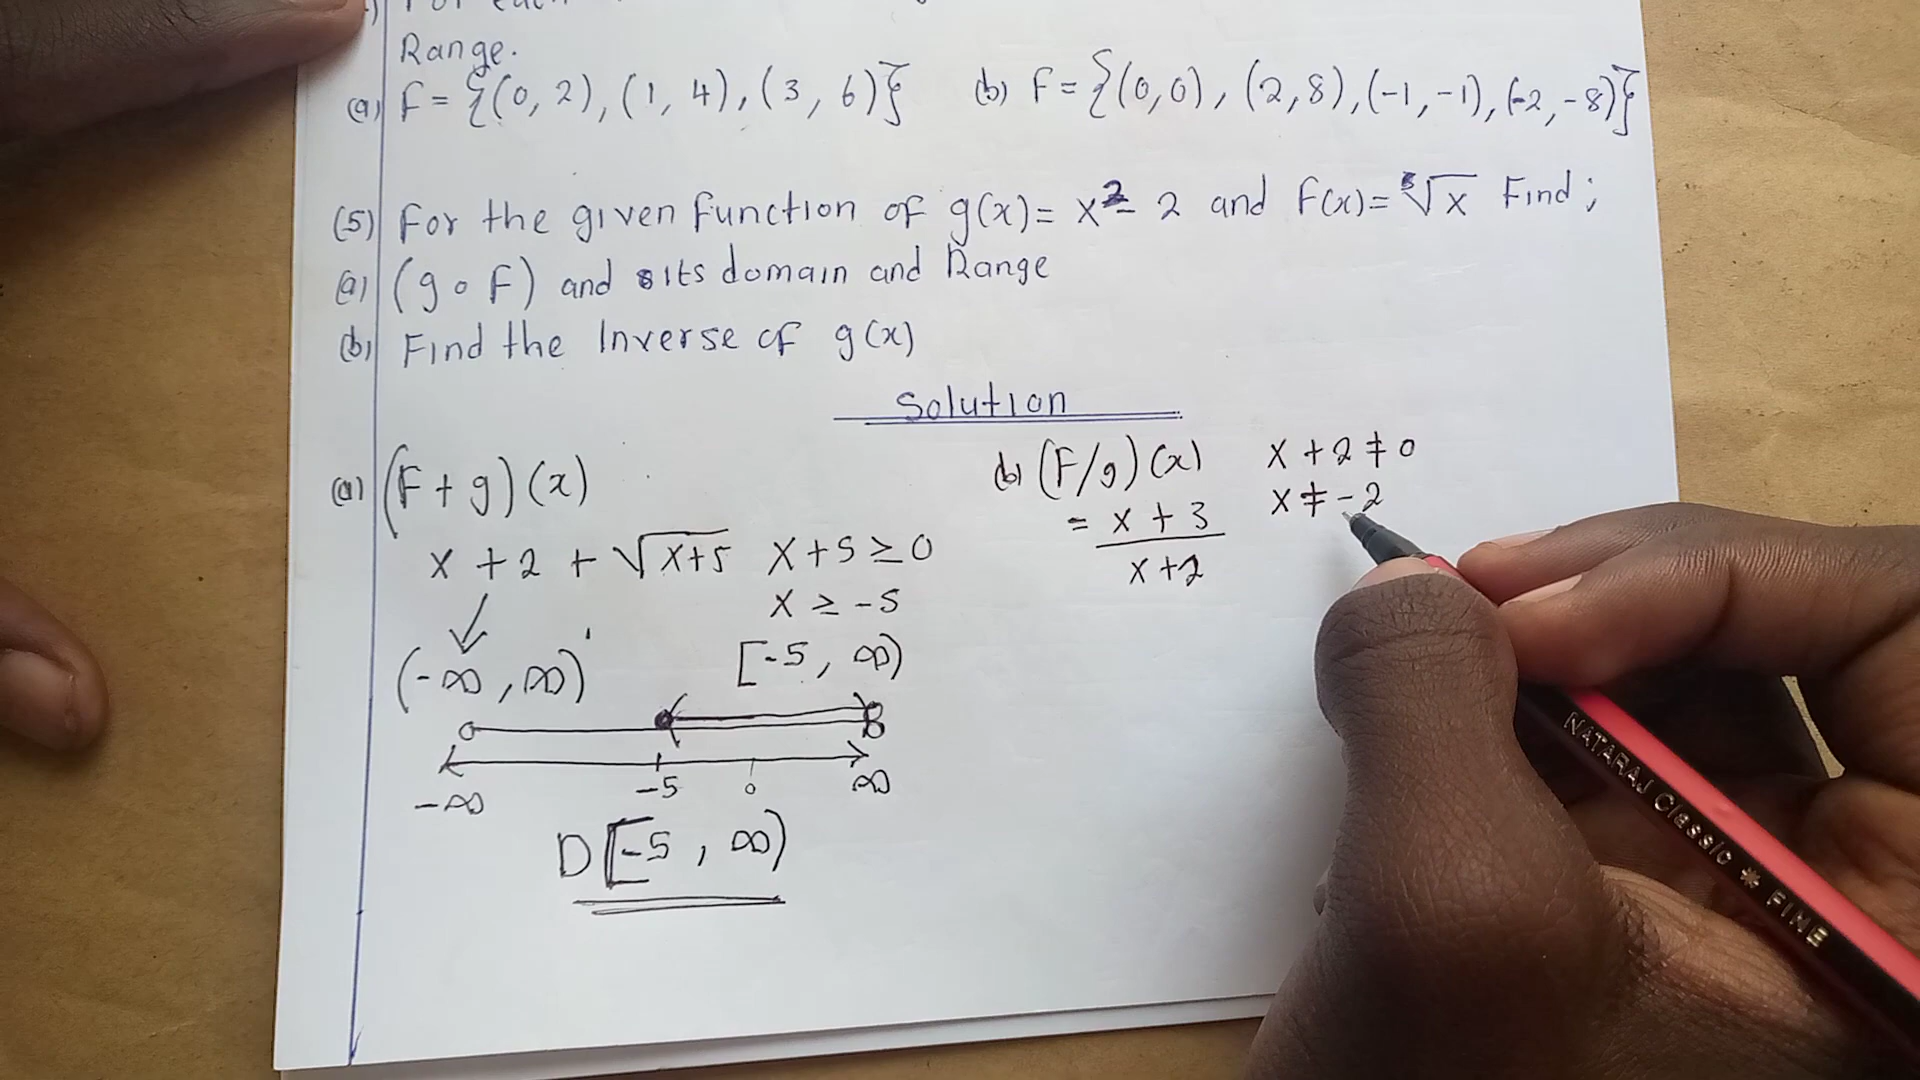 For each
Range.
(a) F = {(0, 2), (1, 4), (3, 6)} (b) F = {(0,0), (2,8), (-1,-1), (-2,-8)}
(5) For the given function of g(x) = x² - 2 and F(x) = ∛x Find;
(a) (g o F) and its domain and Range
(b) Find the Inverse of g(x)
Solution
(a) (F + g)(x)
x + 2 + √x+5 x + 5 ≥ 0
x ≥ -5
(-∞, ∞) [-5, ∞)
-∞ -5 0 ∞
D[-5, ∞)
(b) (F/g)(x) x + 2 ≠ 0
= x + 3 x ≠ -2
x + 2
NATARAJ Classic * FINE